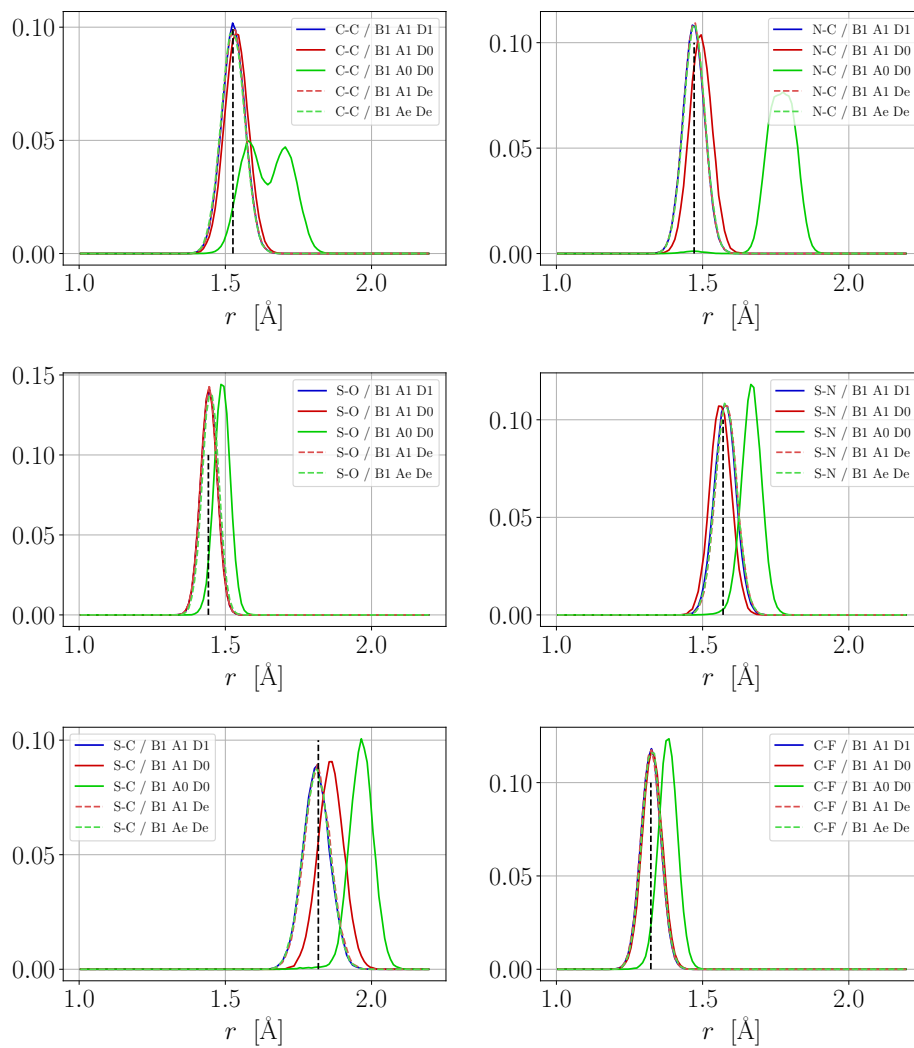 0.10
0.05
0.00
1.0 1.5 2.0
r [Å]
C-C / B1 A1 D1
C-C / B1 A1 D0
C-C / B1 A0 D0
C-C / B1 A1 De
C-C / B1 Ae De
0.10
0.05
0.00
1.0 1.5 2.0
r [Å]
N-C / B1 A1 D1
N-C / B1 A1 D0
N-C / B1 A0 D0
N-C / B1 A1 De
N-C / B1 Ae De
0.15
0.10
0.05
0.00
1.0 1.5 2.0
r [Å]
S-O / B1 A1 D1
S-O / B1 A1 D0
S-O / B1 A0 D0
S-O / B1 A1 De
S-O / B1 Ae De
0.10
0.05
0.00
1.0 1.5 2.0
r [Å]
S-N / B1 A1 D1
S-N / B1 A1 D0
S-N / B1 A0 D0
S-N / B1 A1 De
S-N / B1 Ae De
0.10
0.05
0.00
1.0 1.5 2.0
r [Å]
S-C / B1 A1 D1
S-C / B1 A1 D0
S-C / B1 A0 D0
S-C / B1 A1 De
S-C / B1 Ae De
0.10
0.05
0.00
1.0 1.5 2.0
r [Å]
C-F / B1 A1 D1
C-F / B1 A1 D0
C-F / B1 A0 D0
C-F / B1 A1 De
C-F / B1 Ae De